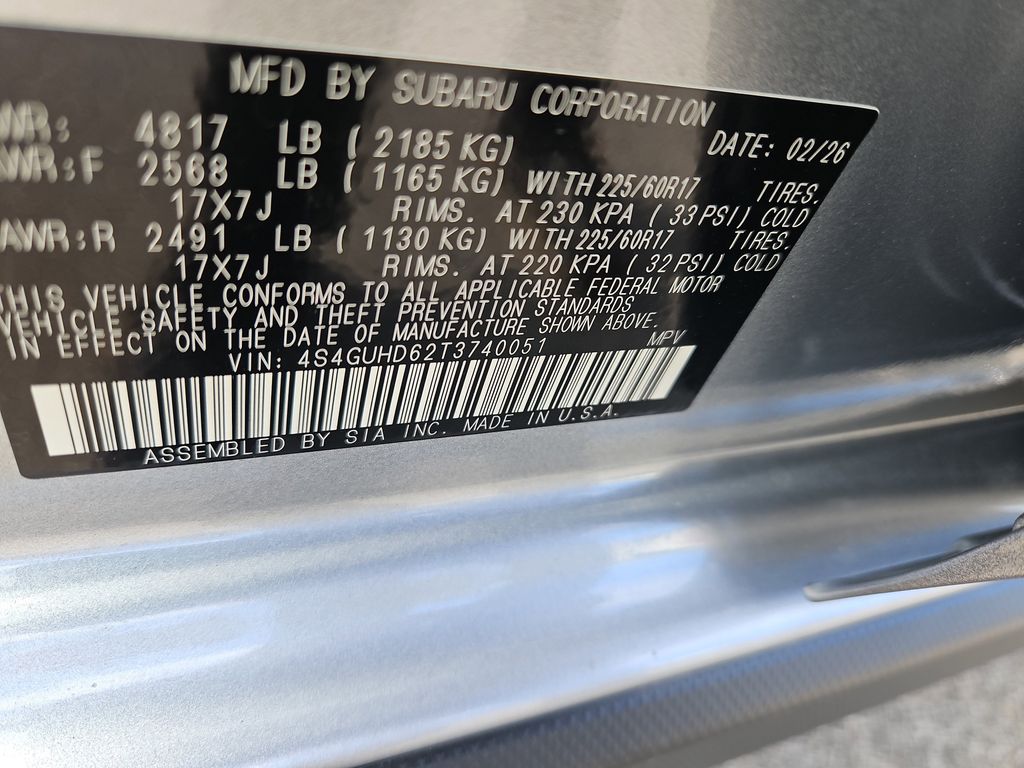 MFD BY SUBARU CORPORATION
WR: 4817 LB ( 2185 KG) DATE: 02/26
AWR:F 2568 LB ( 1165 KG) WITH 225/60R17 TIRES.
17X7J RIMS. AT 230 KPA ( 33 PSI) COLD
AWR:R 2491 LB ( 1130 KG) WITH 225/60R17 TIRES.
17X7J RIMS. AT 220 KPA ( 32 PSI) COLD
THIS VEHICLE CONFORMS TO ALL APPLICABLE FEDERAL MOTOR
VEHICLE SAFETY AND THEFT PREVENTION STANDARDS
IN EFFECT ON THE DATE OF MANUFACTURE SHOWN ABOVE.
VIN: 4S4GUHD62T3740051 MPV
ASSEMBLED BY SIA INC. MADE IN U.S.A.